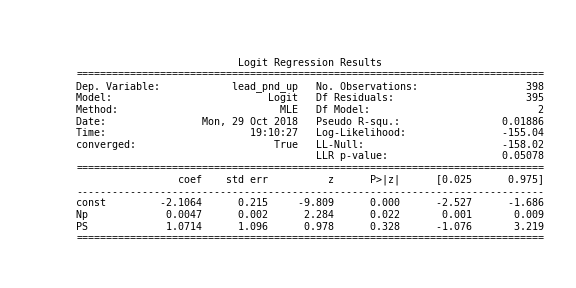 Logit Regression Results
==============================================================================
Dep. Variable:            lead_pnd_up   No. Observations:                  398
Model:                          Logit   Df Residuals:                      395
Method:                           MLE   Df Model:                            2
Date:                Mon, 29 Oct 2018   Pseudo R-squ.:                 0.01886
Time:                        19:10:27   Log-Likelihood:                -155.04
converged:                       True   LL-Null:                       -158.02
                                        LLR p-value:                   0.05078
==============================================================================
                 coef    std err          z      P>|z|      [0.025      0.975]
------------------------------------------------------------------------------
const         -2.1064      0.215     -9.809      0.000      -2.527      -1.686
Np             0.0047      0.002      2.284      0.022       0.001       0.009
PS             1.0714      1.096      0.978      0.328      -1.076       3.219
==============================================================================